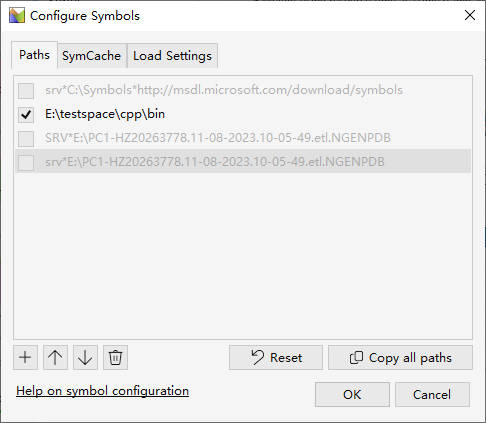 Configure Symbols
Paths SymCache Load Settings
srv*C:\Symbols*http://msdl.microsoft.com/download/symbols
E:\testspace\cpp\bin
SRV*E:\PC1-HZ20263778.11-08-2023.10-05-49.etl.NGENPDB
srv*E:\PC1-HZ20263778.11-08-2023.10-05-49.etl.NGENPDB
Reset Copy all paths
Help on symbol configuration
OK Cancel